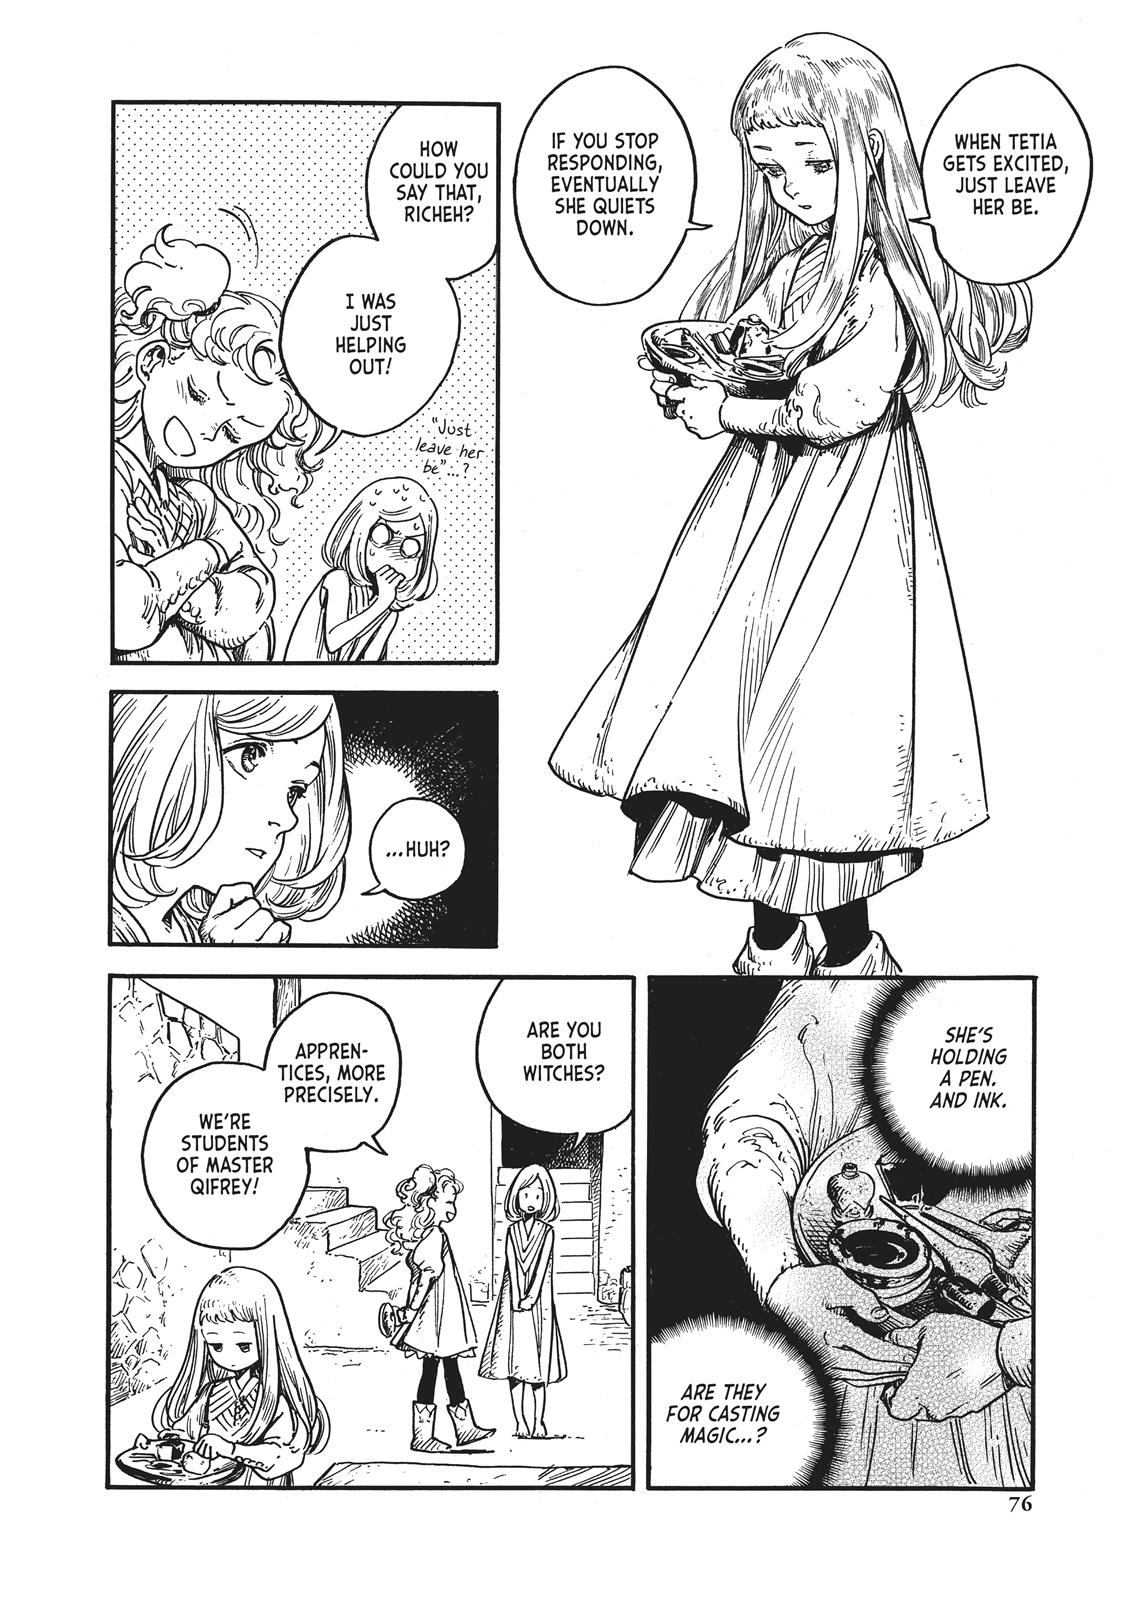 WHEN TETIA
GETS EXCITED,
JUST LEAVE
HER BE.
IF YOU STOP
RESPONDING,
EVENTUALLY
SHE QUIETS
DOWN.
HOW
COULD YOU
SAY THAT,
RICHEH?
I WAS
JUST
HELPING
OUT!
"Just
leave her
be"...?
...HUH?
SHE'S
HOLDING
A PEN.
AND INK.
ARE THEY
FOR CASTING
MAGIC...?
ARE YOU
BOTH
WITCHES?
APPREN-
TICES, MORE
PRECISELY.
WE'RE
STUDENTS
OF MASTER
QIFREY!
76